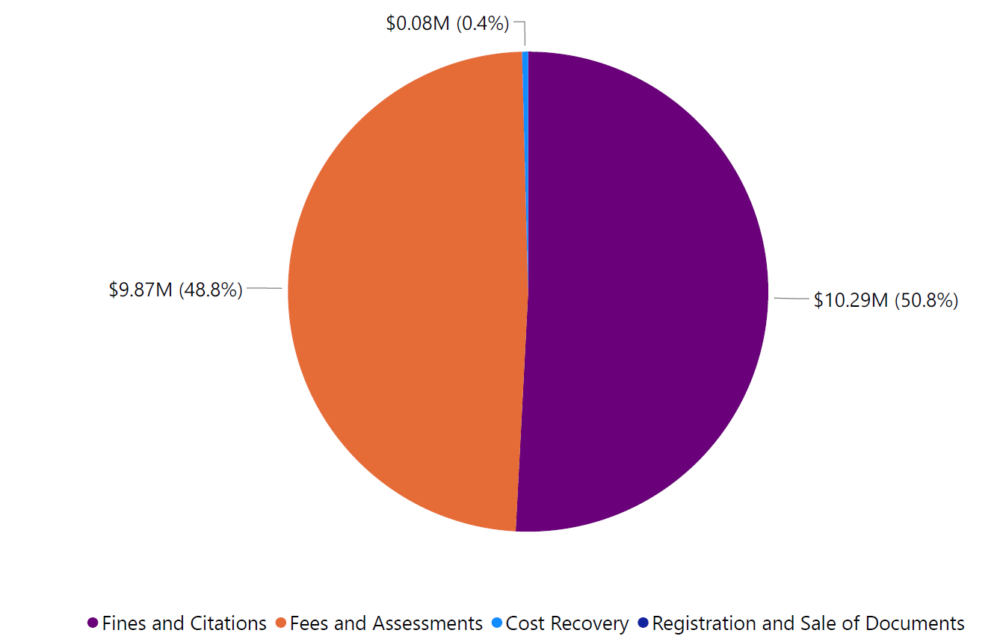 $0.08M (0.4%)
$9.87M (48.8%)
$10.29M (50.8%)
Fines and Citations Fees and Assessments Cost Recovery Registration and Sale of Documents